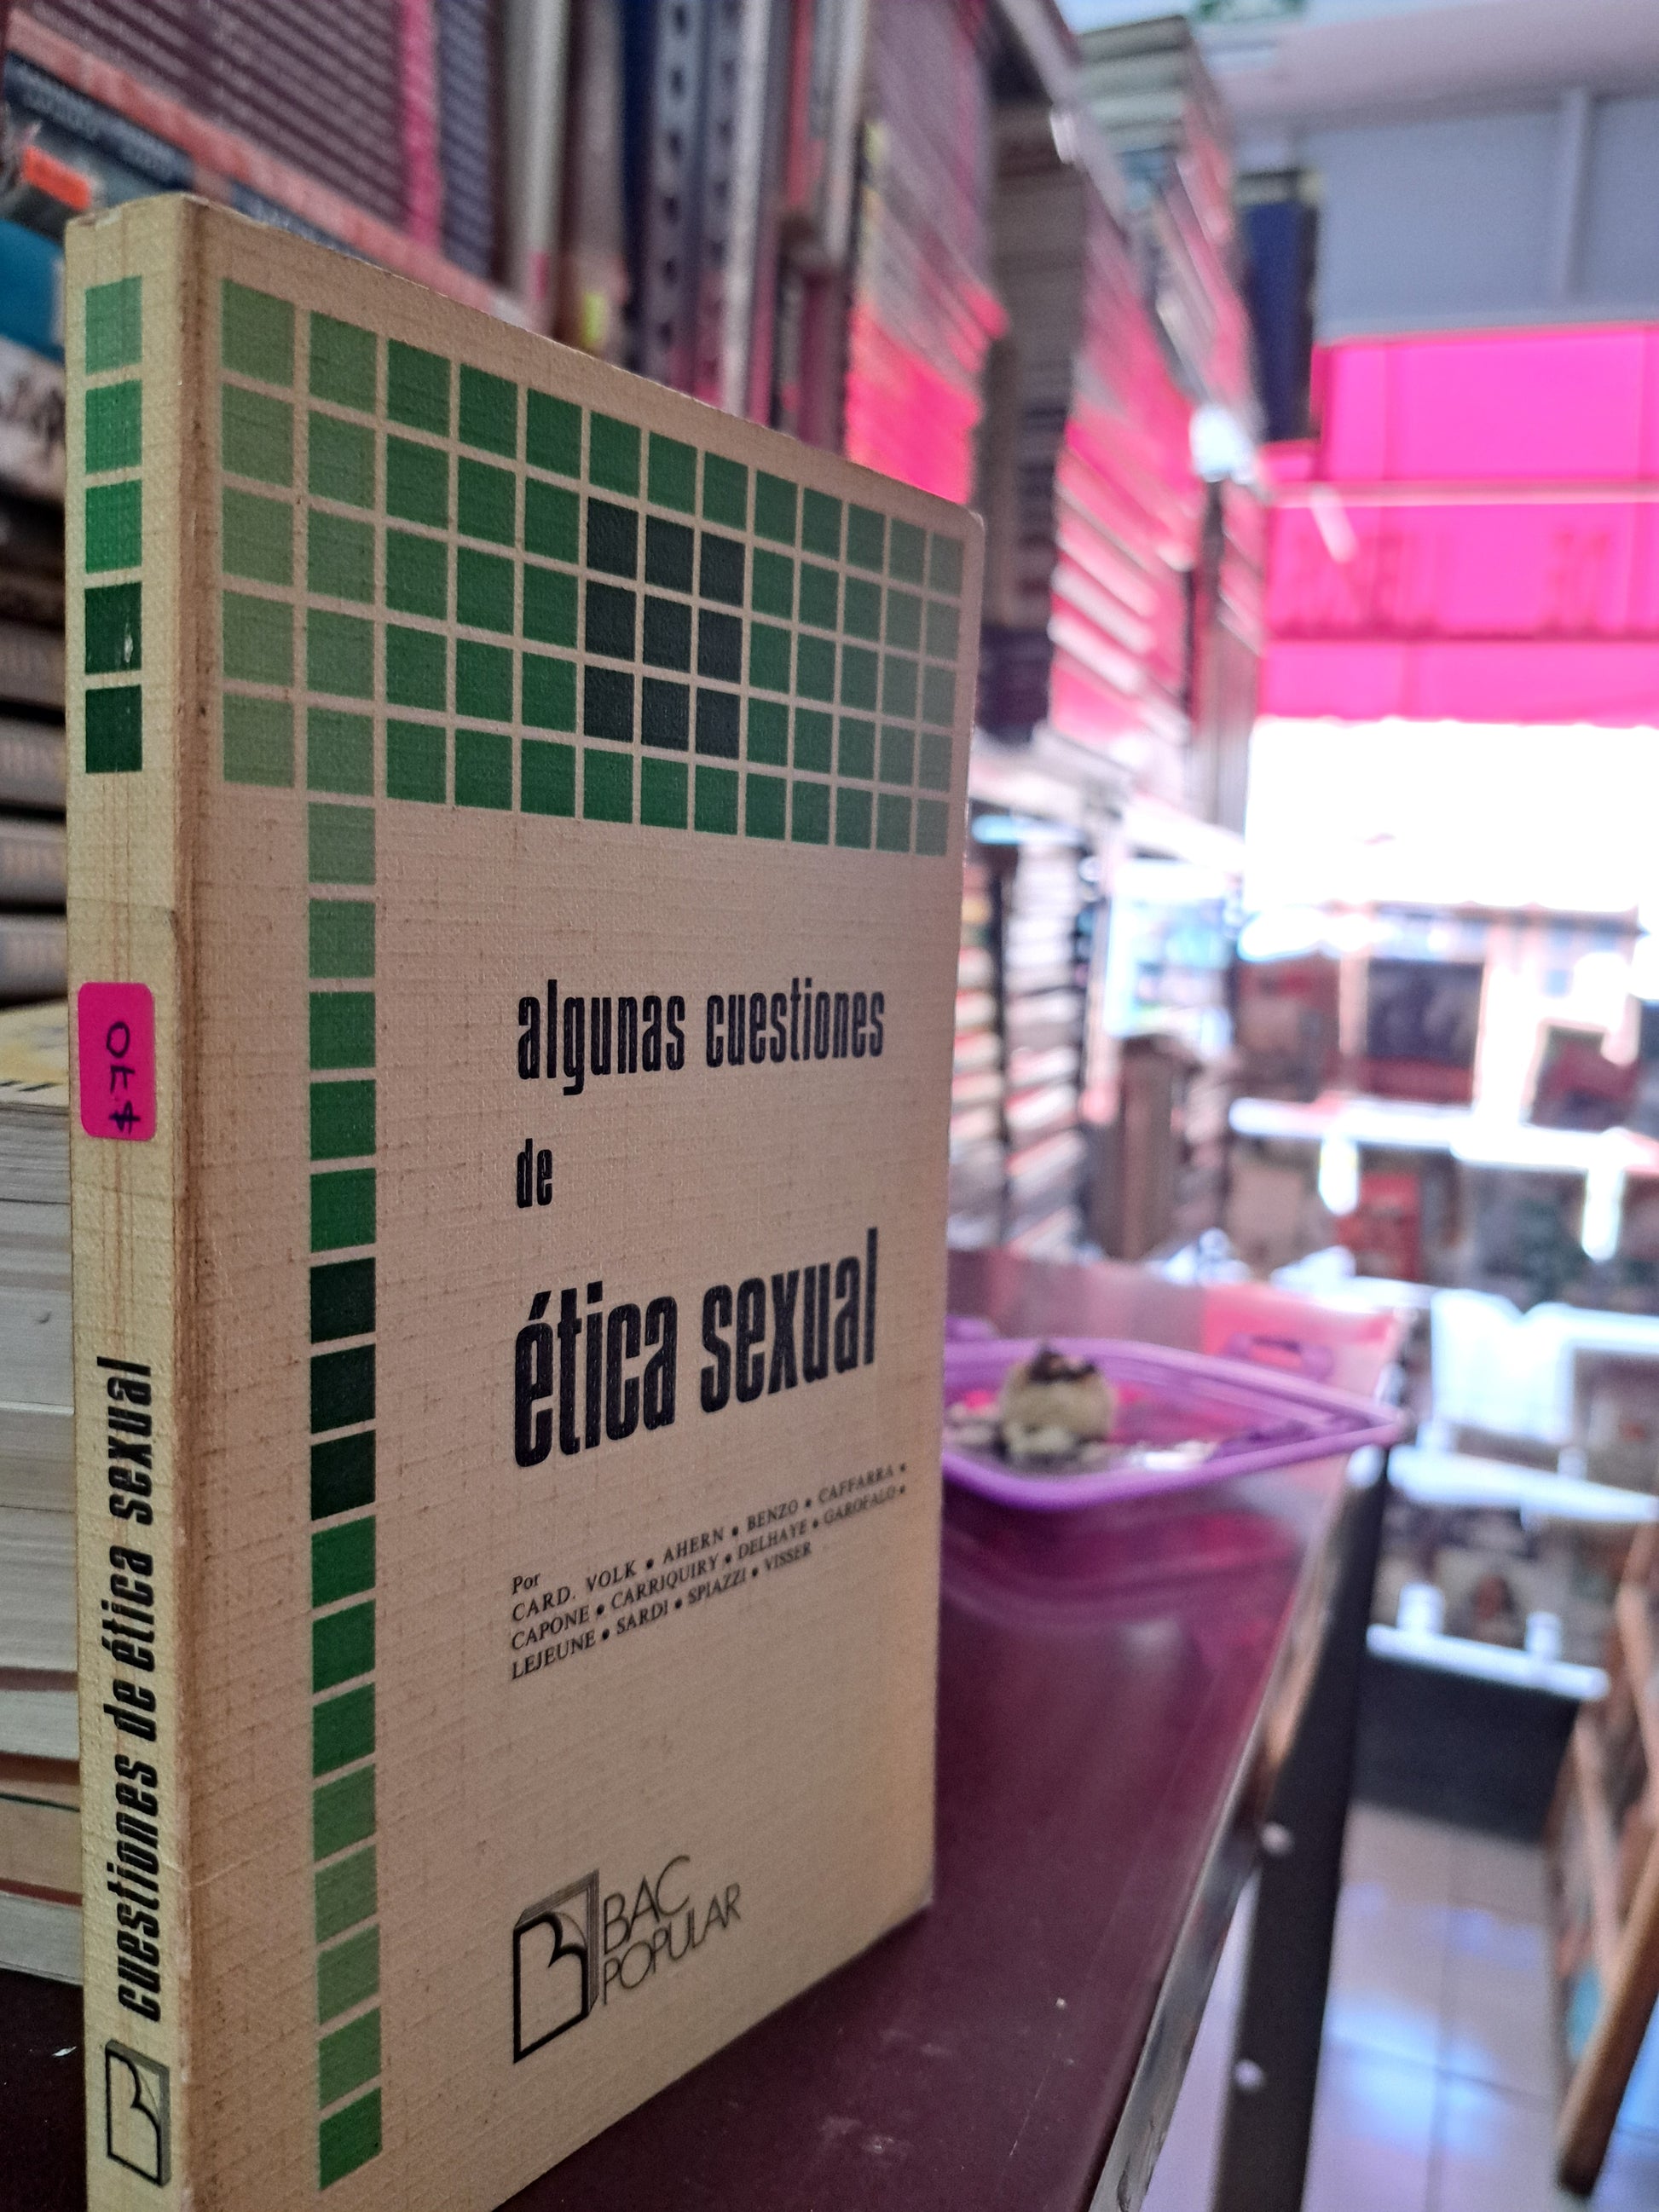 algunas cuestiones
de
ética sexual
Por
CARD. VOLK • AHERN • BENZO • CAFFARRA •
CAPONE • CARRIQUIRY • DELHAYE • GAROFALO •
LEJEUNE • SARDI • SPIAZZI • VISSER
BAC
POPULAR
cuestiones de ética sexual